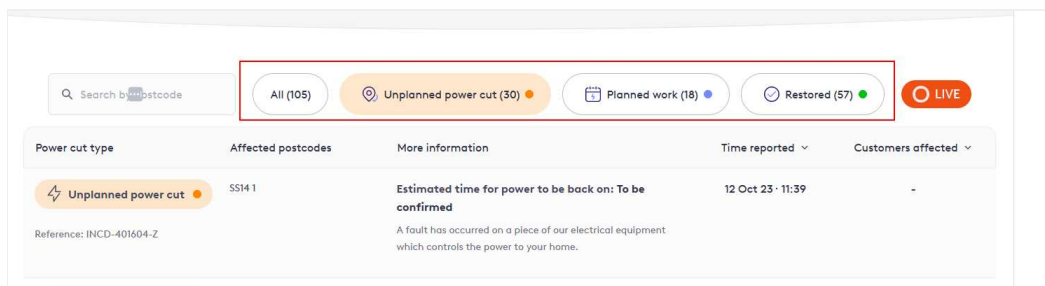 Search by postcode
All (105)
Unplanned power cut (30)
Planned work (18)
Restored (57)
LIVE
Power cut type
Affected postcodes
More information
Time reported
Customers affected
Unplanned power cut
SS14 1
Estimated time for power to be back on: To be
confirmed
12 Oct 23 · 11:39
-
Reference: INCD-401604-Z
A fault has occurred on a piece of our electrical equipment
which controls the power to your home.